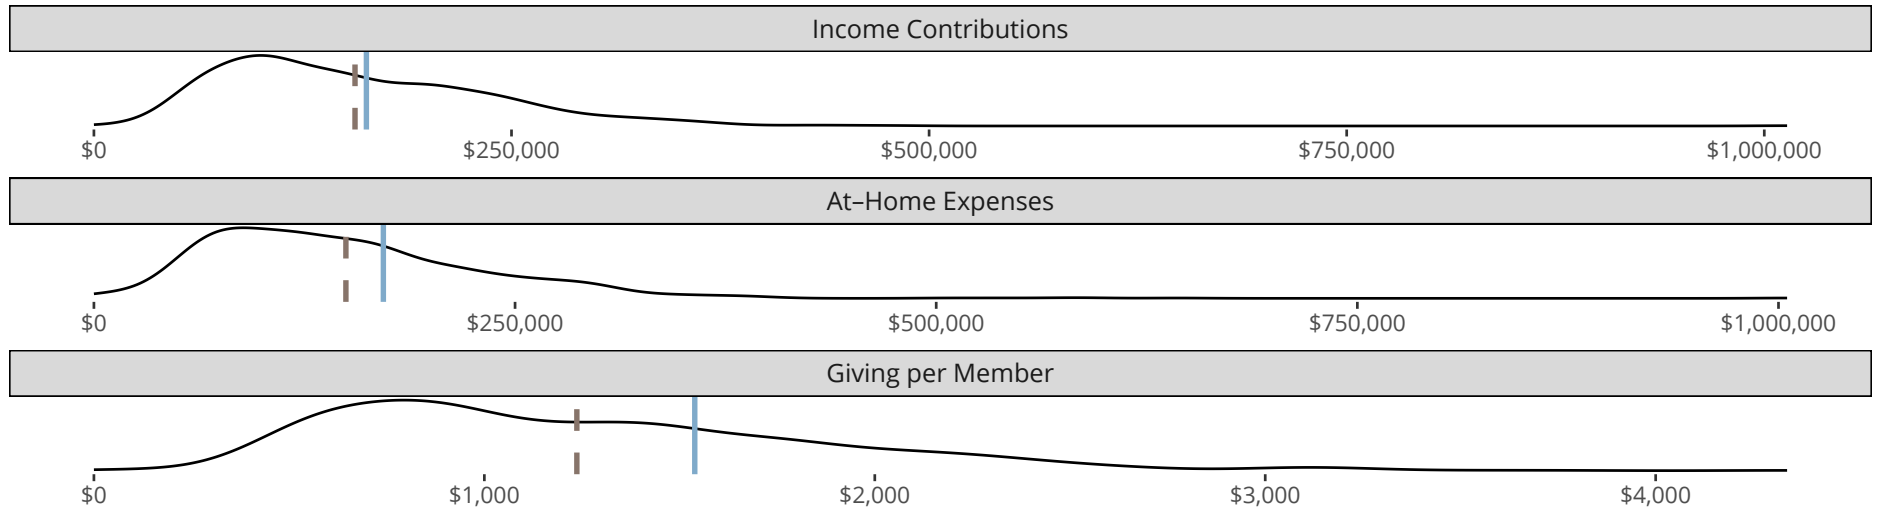 Income Contributions
$0 $250,000 $500,000 $750,000 $1,000,000
At–Home Expenses
$0 $250,000 $500,000 $750,000 $1,000,000
Giving per Member
$0 $1,000 $2,000 $3,000 $4,000